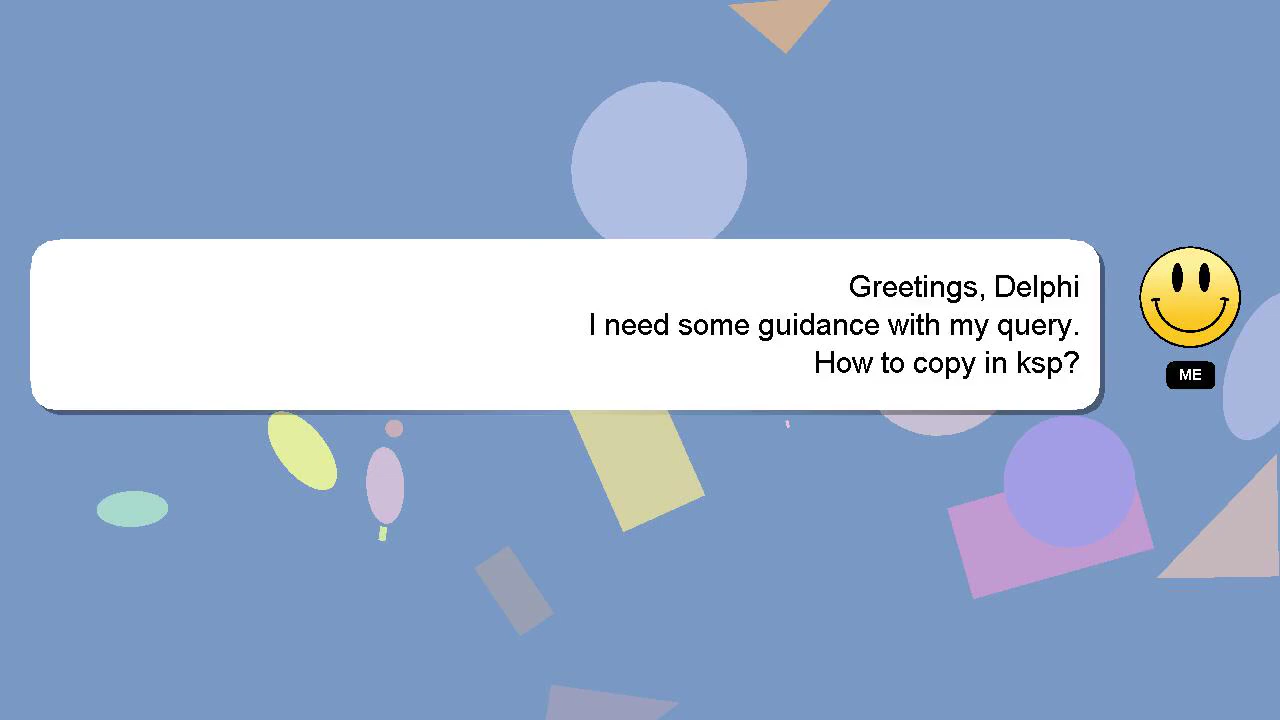 Greetings, Delphi
I need some guidance with my query.
How to copy in ksp?
ME